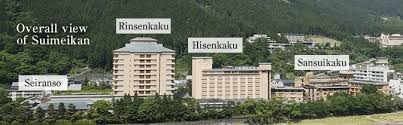 Overall view
of Suimeikan
Rinsenkaku
Hisenkaku
Sansuikaku
Seiranso